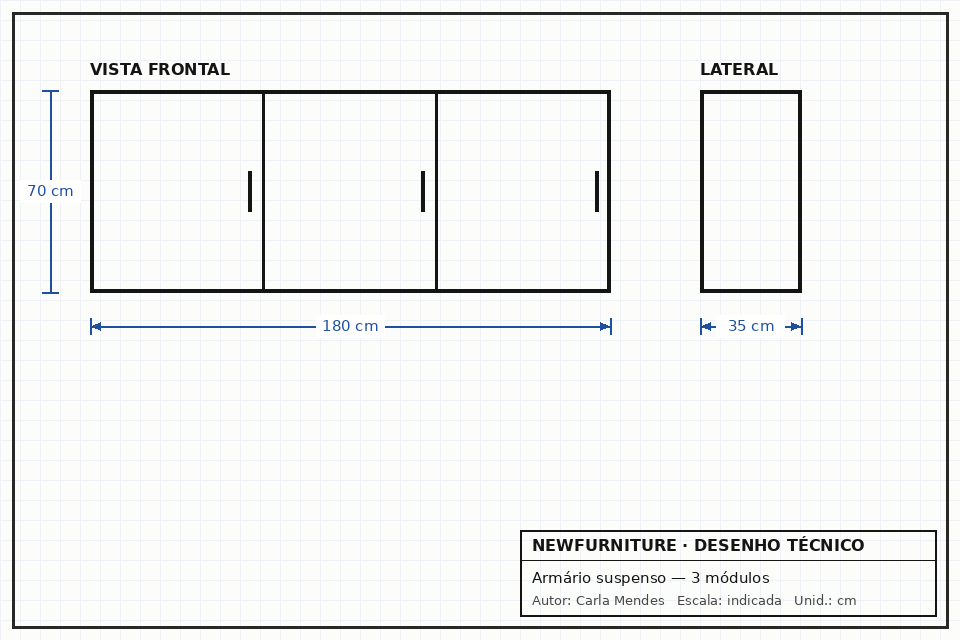 VISTA FRONTAL
LATERAL
70 cm
180 cm
35 cm
NEWFURNITURE · DESENHO TÉCNICO
Armário suspenso — 3 módulos
Autor: Carla Mendes   Escala: indicada   Unid.: cm